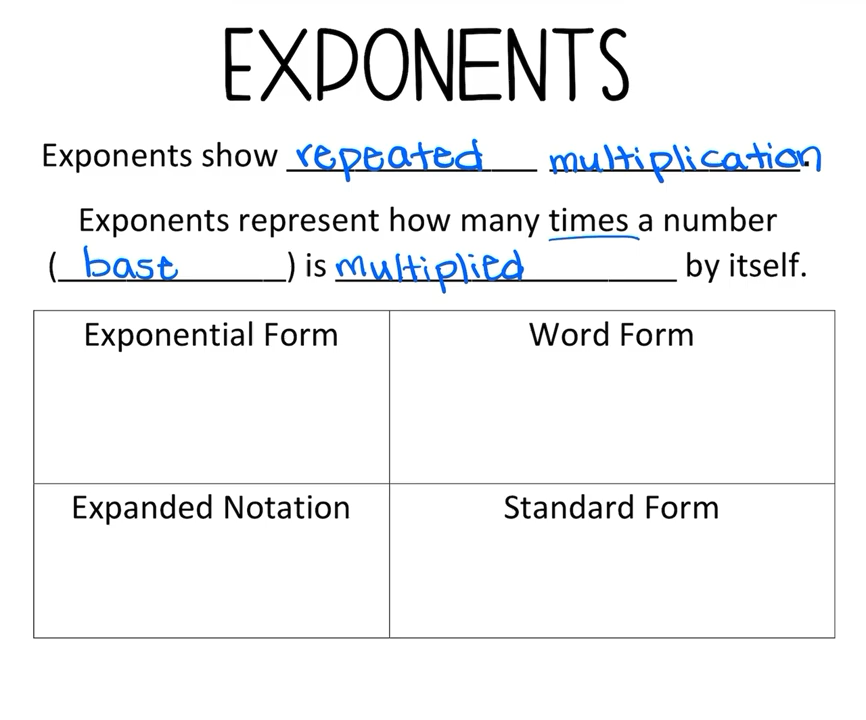 EXPONENTS
Exponents show repeated multiplication.
Exponents represent how many times a number
(base) is multiplied by itself.
Exponential Form
Word Form
Expanded Notation
Standard Form